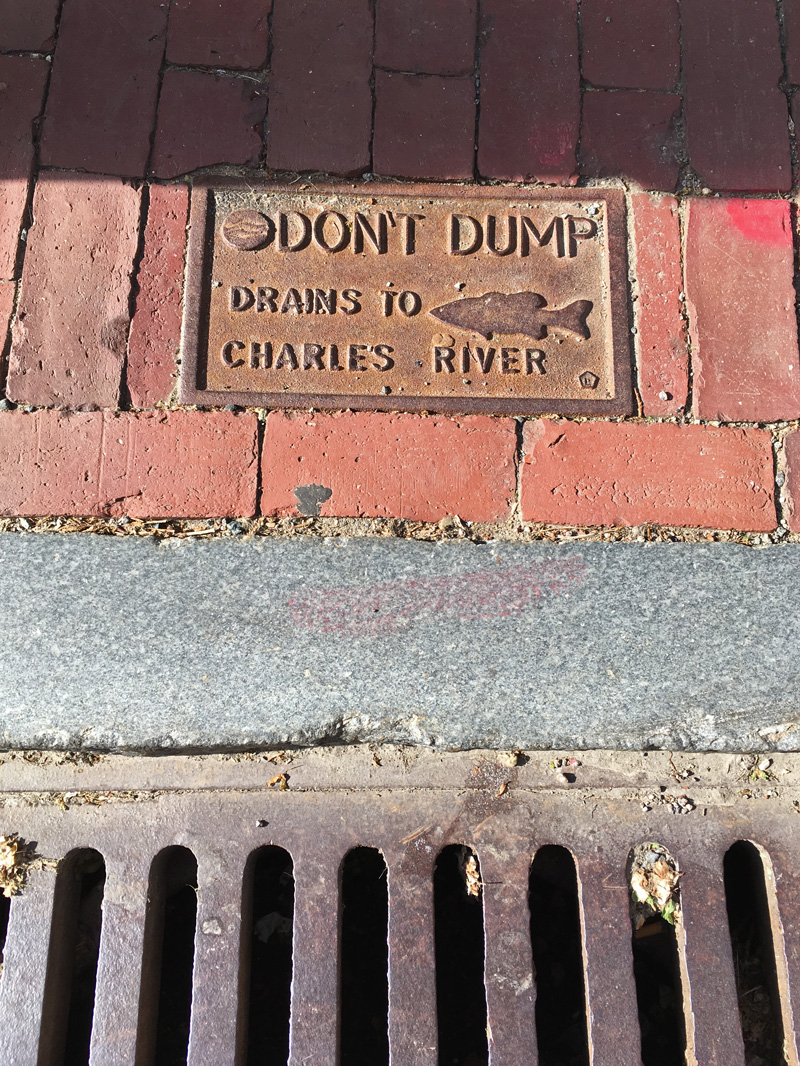 DON'T DUMP
DRAINS TO
CHARLES RIVER